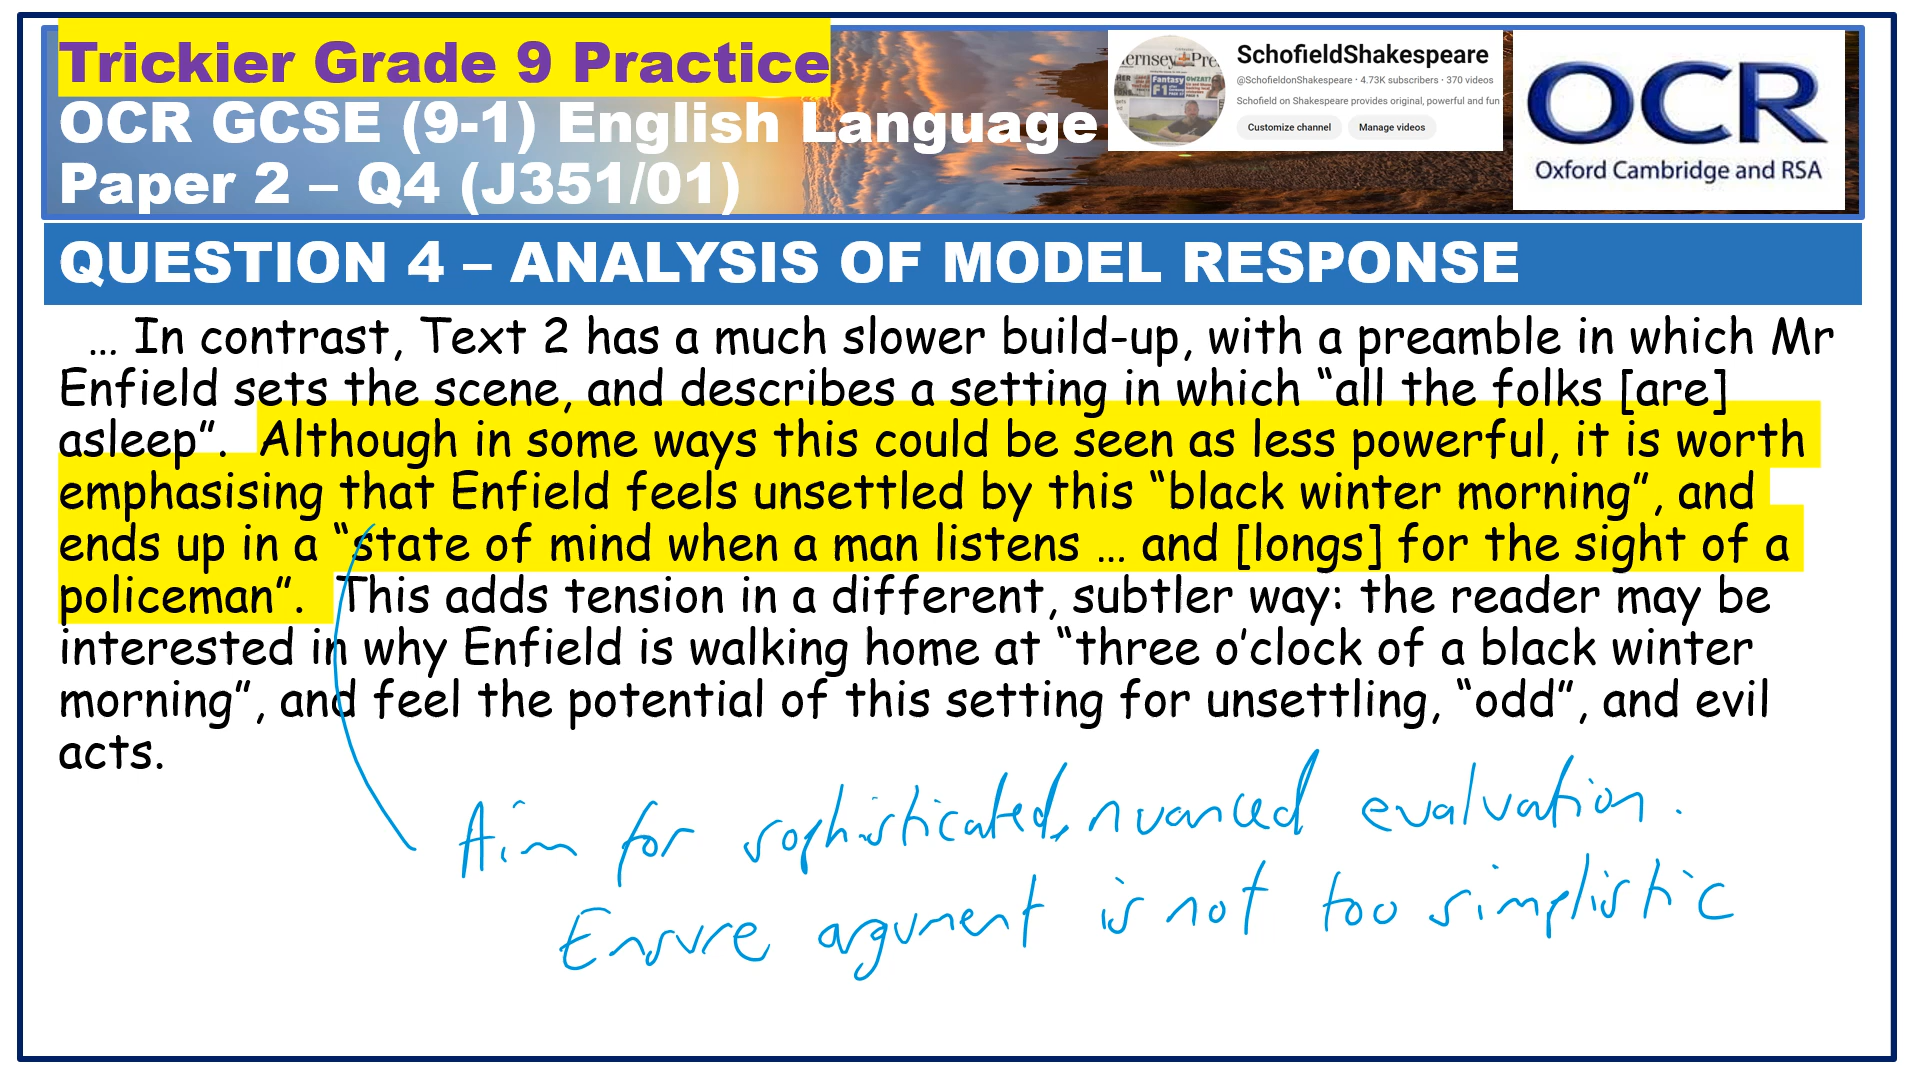 Trickier Grade 9 Practice
OCR GCSE (9-1) English Language
Paper 2 – Q4 (J351/01)
SchofieldShakespeare
@SchofieldonShakespeare · 4.73K subscribers · 370 videos
Schofield on Shakespeare provides original, powerful and fun
Customize channel Manage videos
OCR
Oxford Cambridge and RSA
QUESTION 4 – ANALYSIS OF MODEL RESPONSE
… In contrast, Text 2 has a much slower build-up, with a preamble in which Mr
Enfield sets the scene, and describes a setting in which “all the folks [are]
asleep”. Although in some ways this could be seen as less powerful, it is worth
emphasising that Enfield feels unsettled by this “black winter morning”, and
ends up in a “state of mind when a man listens … and [longs] for the sight of a
policeman”. This adds tension in a different, subtler way: the reader may be
interested in why Enfield is walking home at “three o’clock of a black winter
morning”, and feel the potential of this setting for unsettling, “odd”, and evil
acts.
Aim for sophisticated, nuanced evaluation.
Ensure argument is not too simplistic